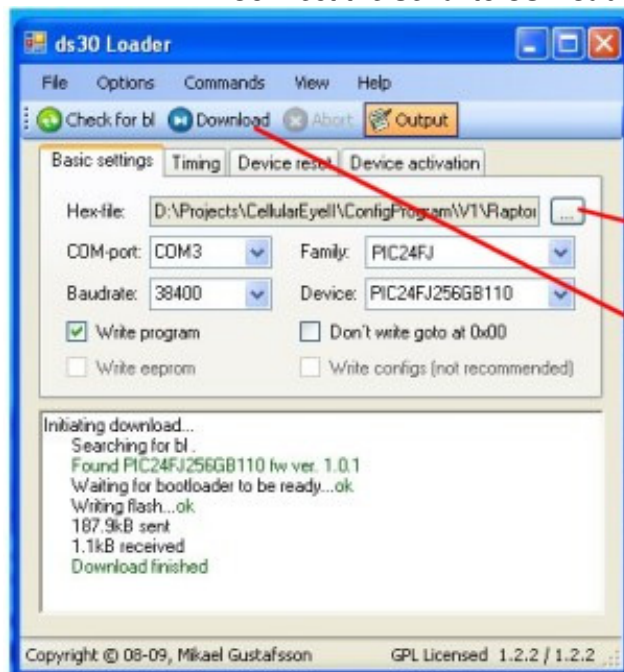 ds30 Loader
File Options Commands View Help
Check for bl Download Abort Output
Basic settings Timing Device reset Device activation
Hex-file: D:\Projects\CellularEyeII\ConfigProgram\V1\Raptor ...
COM-port: COM3 Family: PIC24FJ
Baudrate: 38400 Device: PIC24FJ256GB110
Write program Don't write goto at 0x00
Write eeprom Write configs (not recommended)
Initiating download...
Searching for bl .
Found PIC24FJ256GB110 fw ver. 1.0.1
Waiting for bootloader to be ready...ok
Writing flash...ok
187.9kB sent
1.1kB received
Download finished
Copyright © 08-09, Mikael Gustafsson GPL Licensed 1.2.2 / 1.2.2